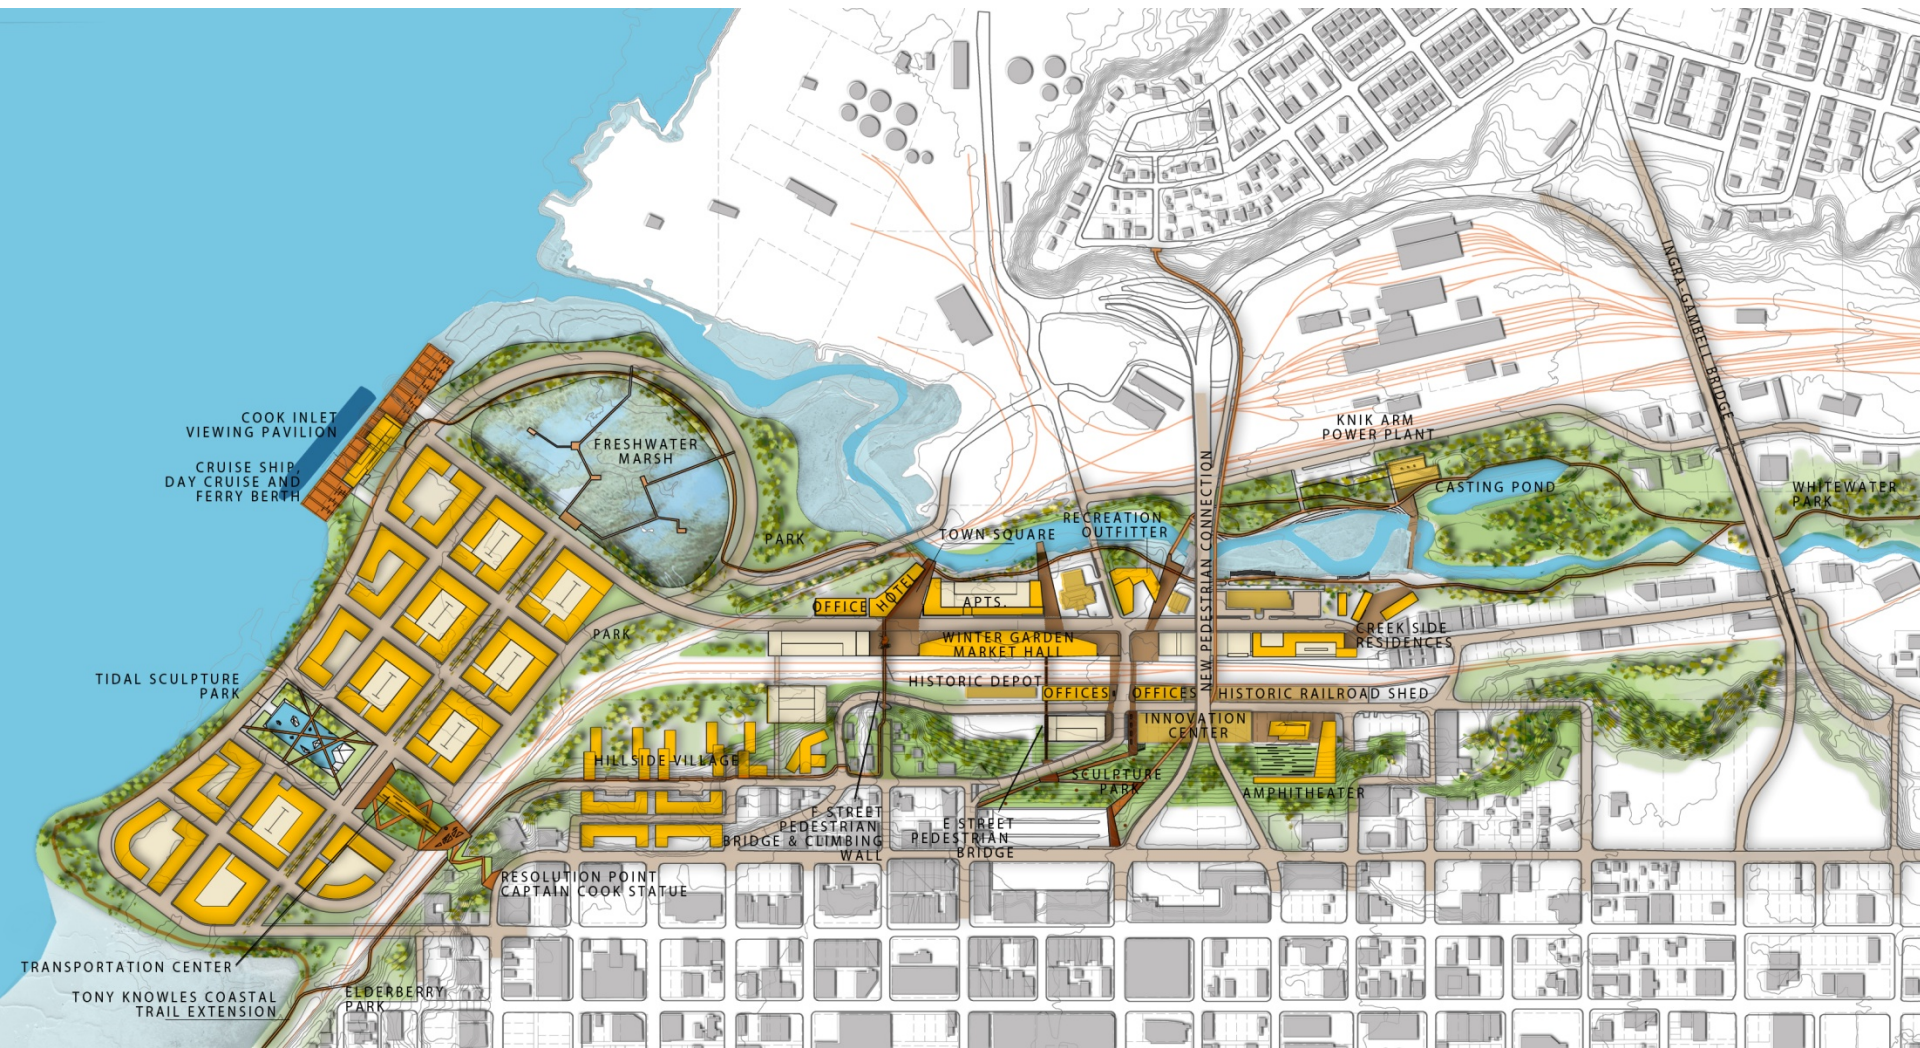 INGRA-GAMBELL BRIDGE
COOK INLET
VIEWING PAVILION
CRUISE SHIP,
DAY CRUISE AND
FERRY BERTH
FRESHWATER
MARSH
KNIK ARM
POWER PLANT
CASTING POND
WHITEWATER
PARK
NEW PEDESTRIAN CONNECTION
RECREATION
OUTFITTER
TOWN SQUARE
PARK
HOTEL
OFFICE
APTS.
PARK
WINTER GARDEN
MARKET HALL
CREEK SIDE
RESIDENCES
TIDAL SCULPTURE
PARK
HISTORIC DEPOT
OFFICES
OFFICES
HISTORIC RAILROAD SHED
INNOVATION
CENTER
HILLSIDE VILLAGE
SCULPTURE
PARK
AMPHITHEATER
F STREET
PEDESTRIAN
BRIDGE & CLIMBING
WALL
E STREET
PEDESTRIAN
BRIDGE
RESOLUTION POINT
CAPTAIN COOK STATUE
TRANSPORTATION CENTER
TONY KNOWLES COASTAL
TRAIL EXTENSION
ELDERBERRY
PARK